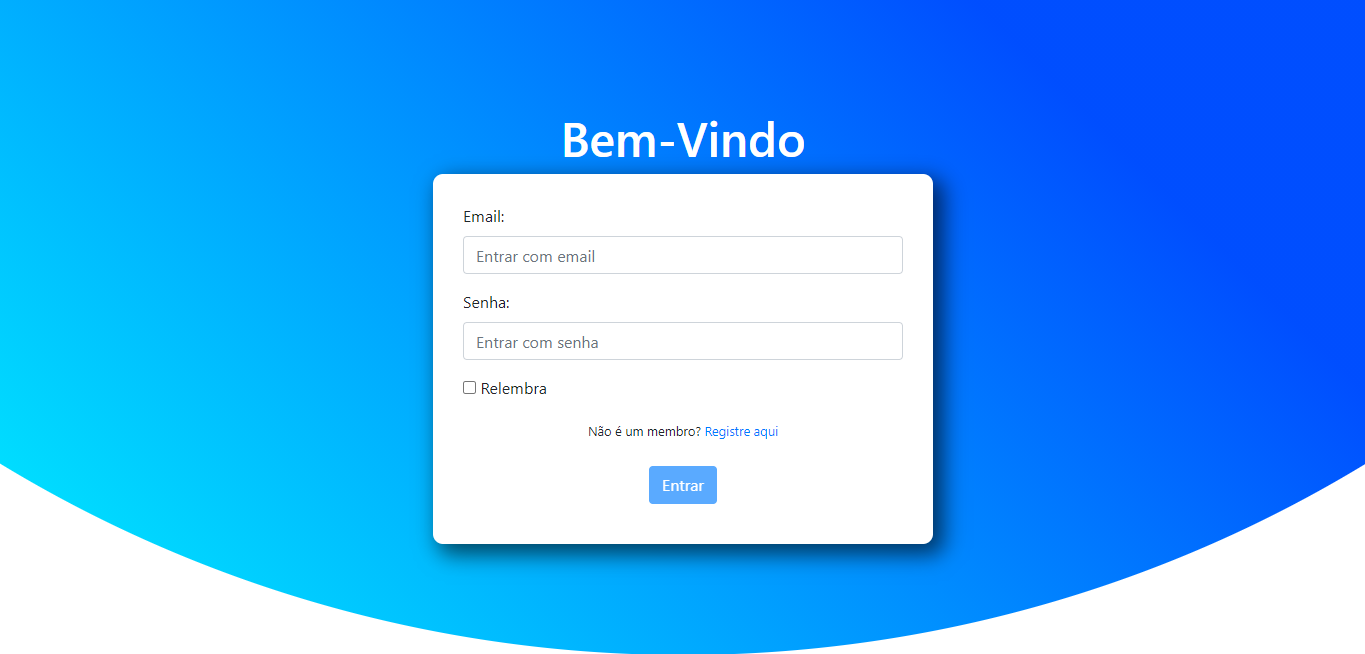 Bem-Vindo
Email:
Entrar com email
Senha:
Entrar com senha
Relembra
Não é um membro? Registre aqui
Entrar